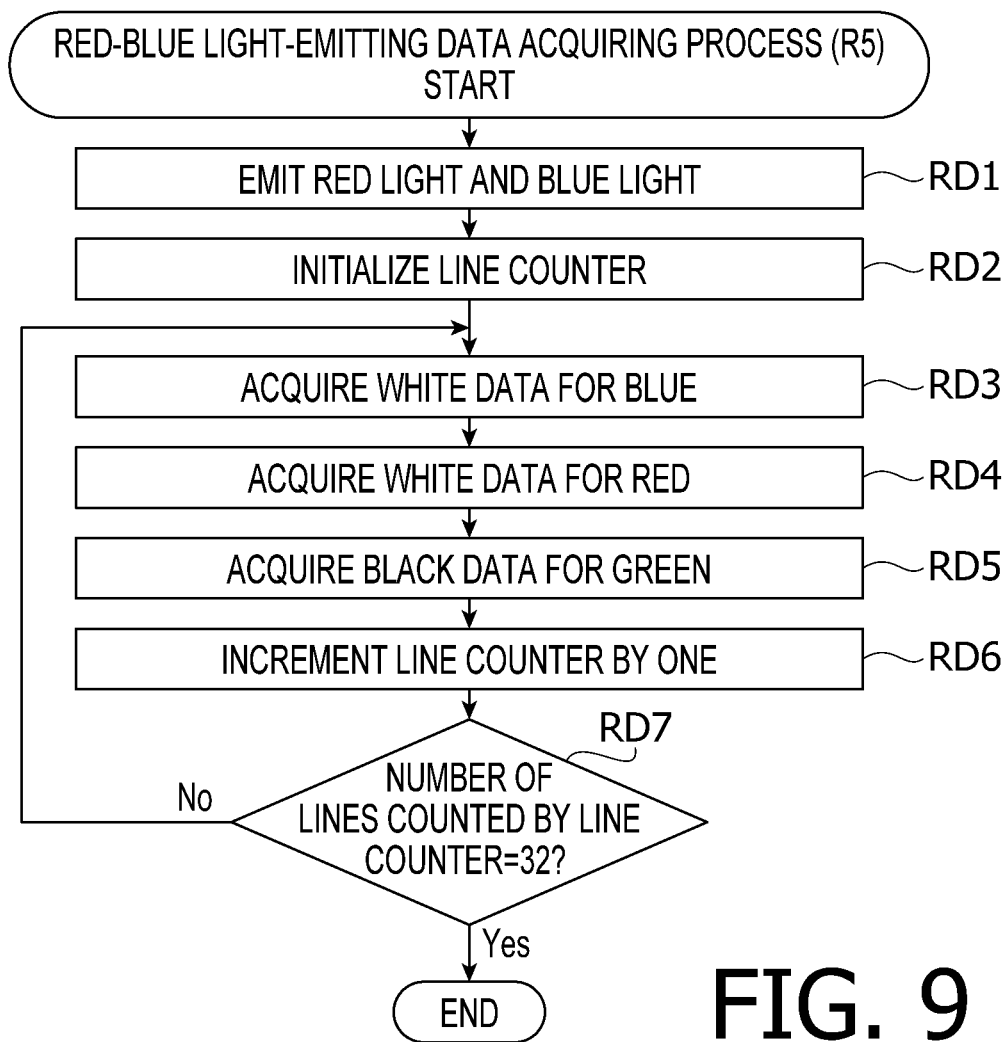 RED-BLUE LIGHT-EMITTING DATA ACQUIRING PROCESS (R5)
START
EMIT RED LIGHT AND BLUE LIGHT
RD1
INITIALIZE LINE COUNTER
RD2
ACQUIRE WHITE DATA FOR BLUE
RD3
ACQUIRE WHITE DATA FOR RED
RD4
ACQUIRE BLACK DATA FOR GREEN
RD5
INCREMENT LINE COUNTER BY ONE
RD6
RD7
NUMBER OF
LINES COUNTED BY LINE
COUNTER=32?
No
Yes
END
FIG. 9